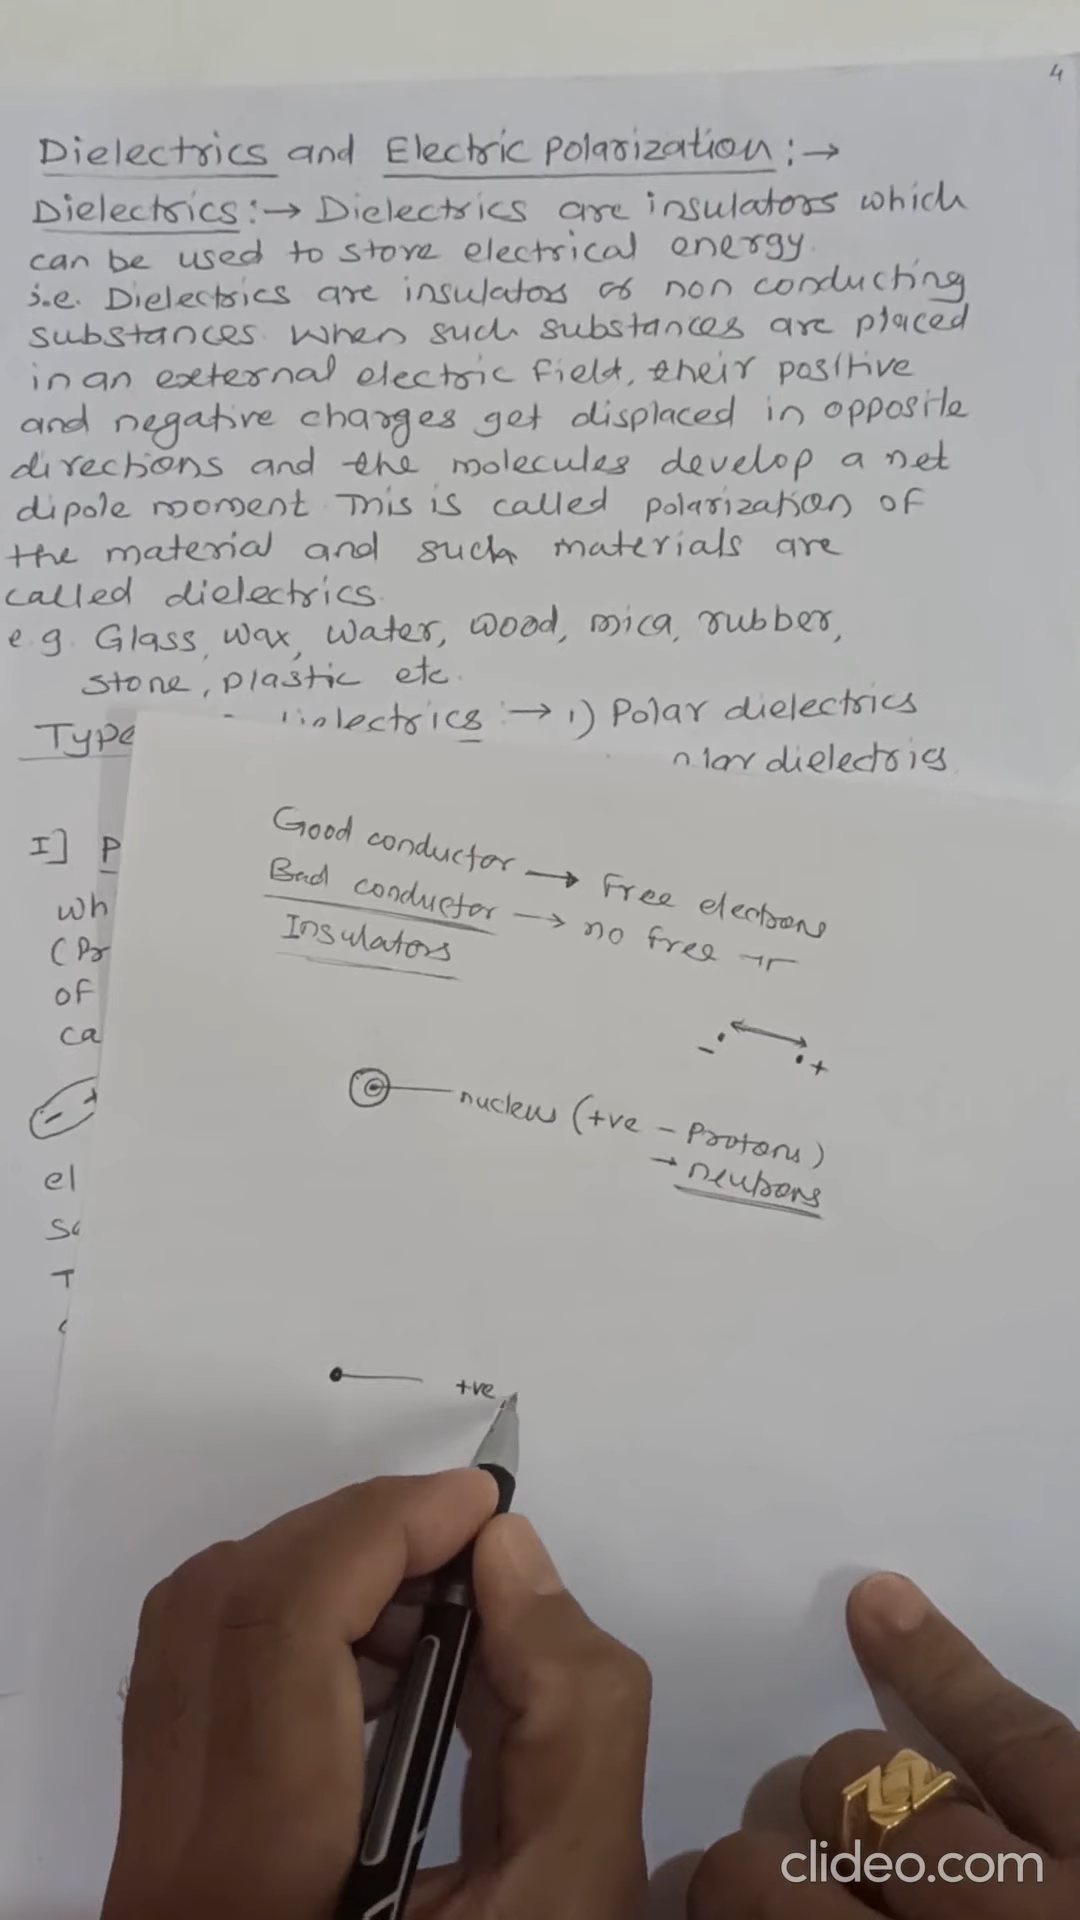 4
Dielectrics and Electric Polarization :→
Dielectrics :→ Dielectrics are insulators which
can be used to store electrical energy.
i.e. Dielectrics are insulators or non conducting
substances. When such substances are placed
in an external electric field, their positive
and negative charges get displaced in opposite
directions and the molecules develop a net
dipole moment. This is called polarization of
the material and such materials are
called dielectrics.
e.g. Glass, wax, water, wood, mica, rubber,
stone, plastic etc.
Type dielectrics :→ 1) Polar dielectrics
lar dielectrics.
I] P
wh
(Pr
of
ca
el
so
T
Good conductor → Free electrons
Bad conductor → no free
Insulators
- +
nucleus (+ve - Protons)
→ neutrons
+ve
clideo.com